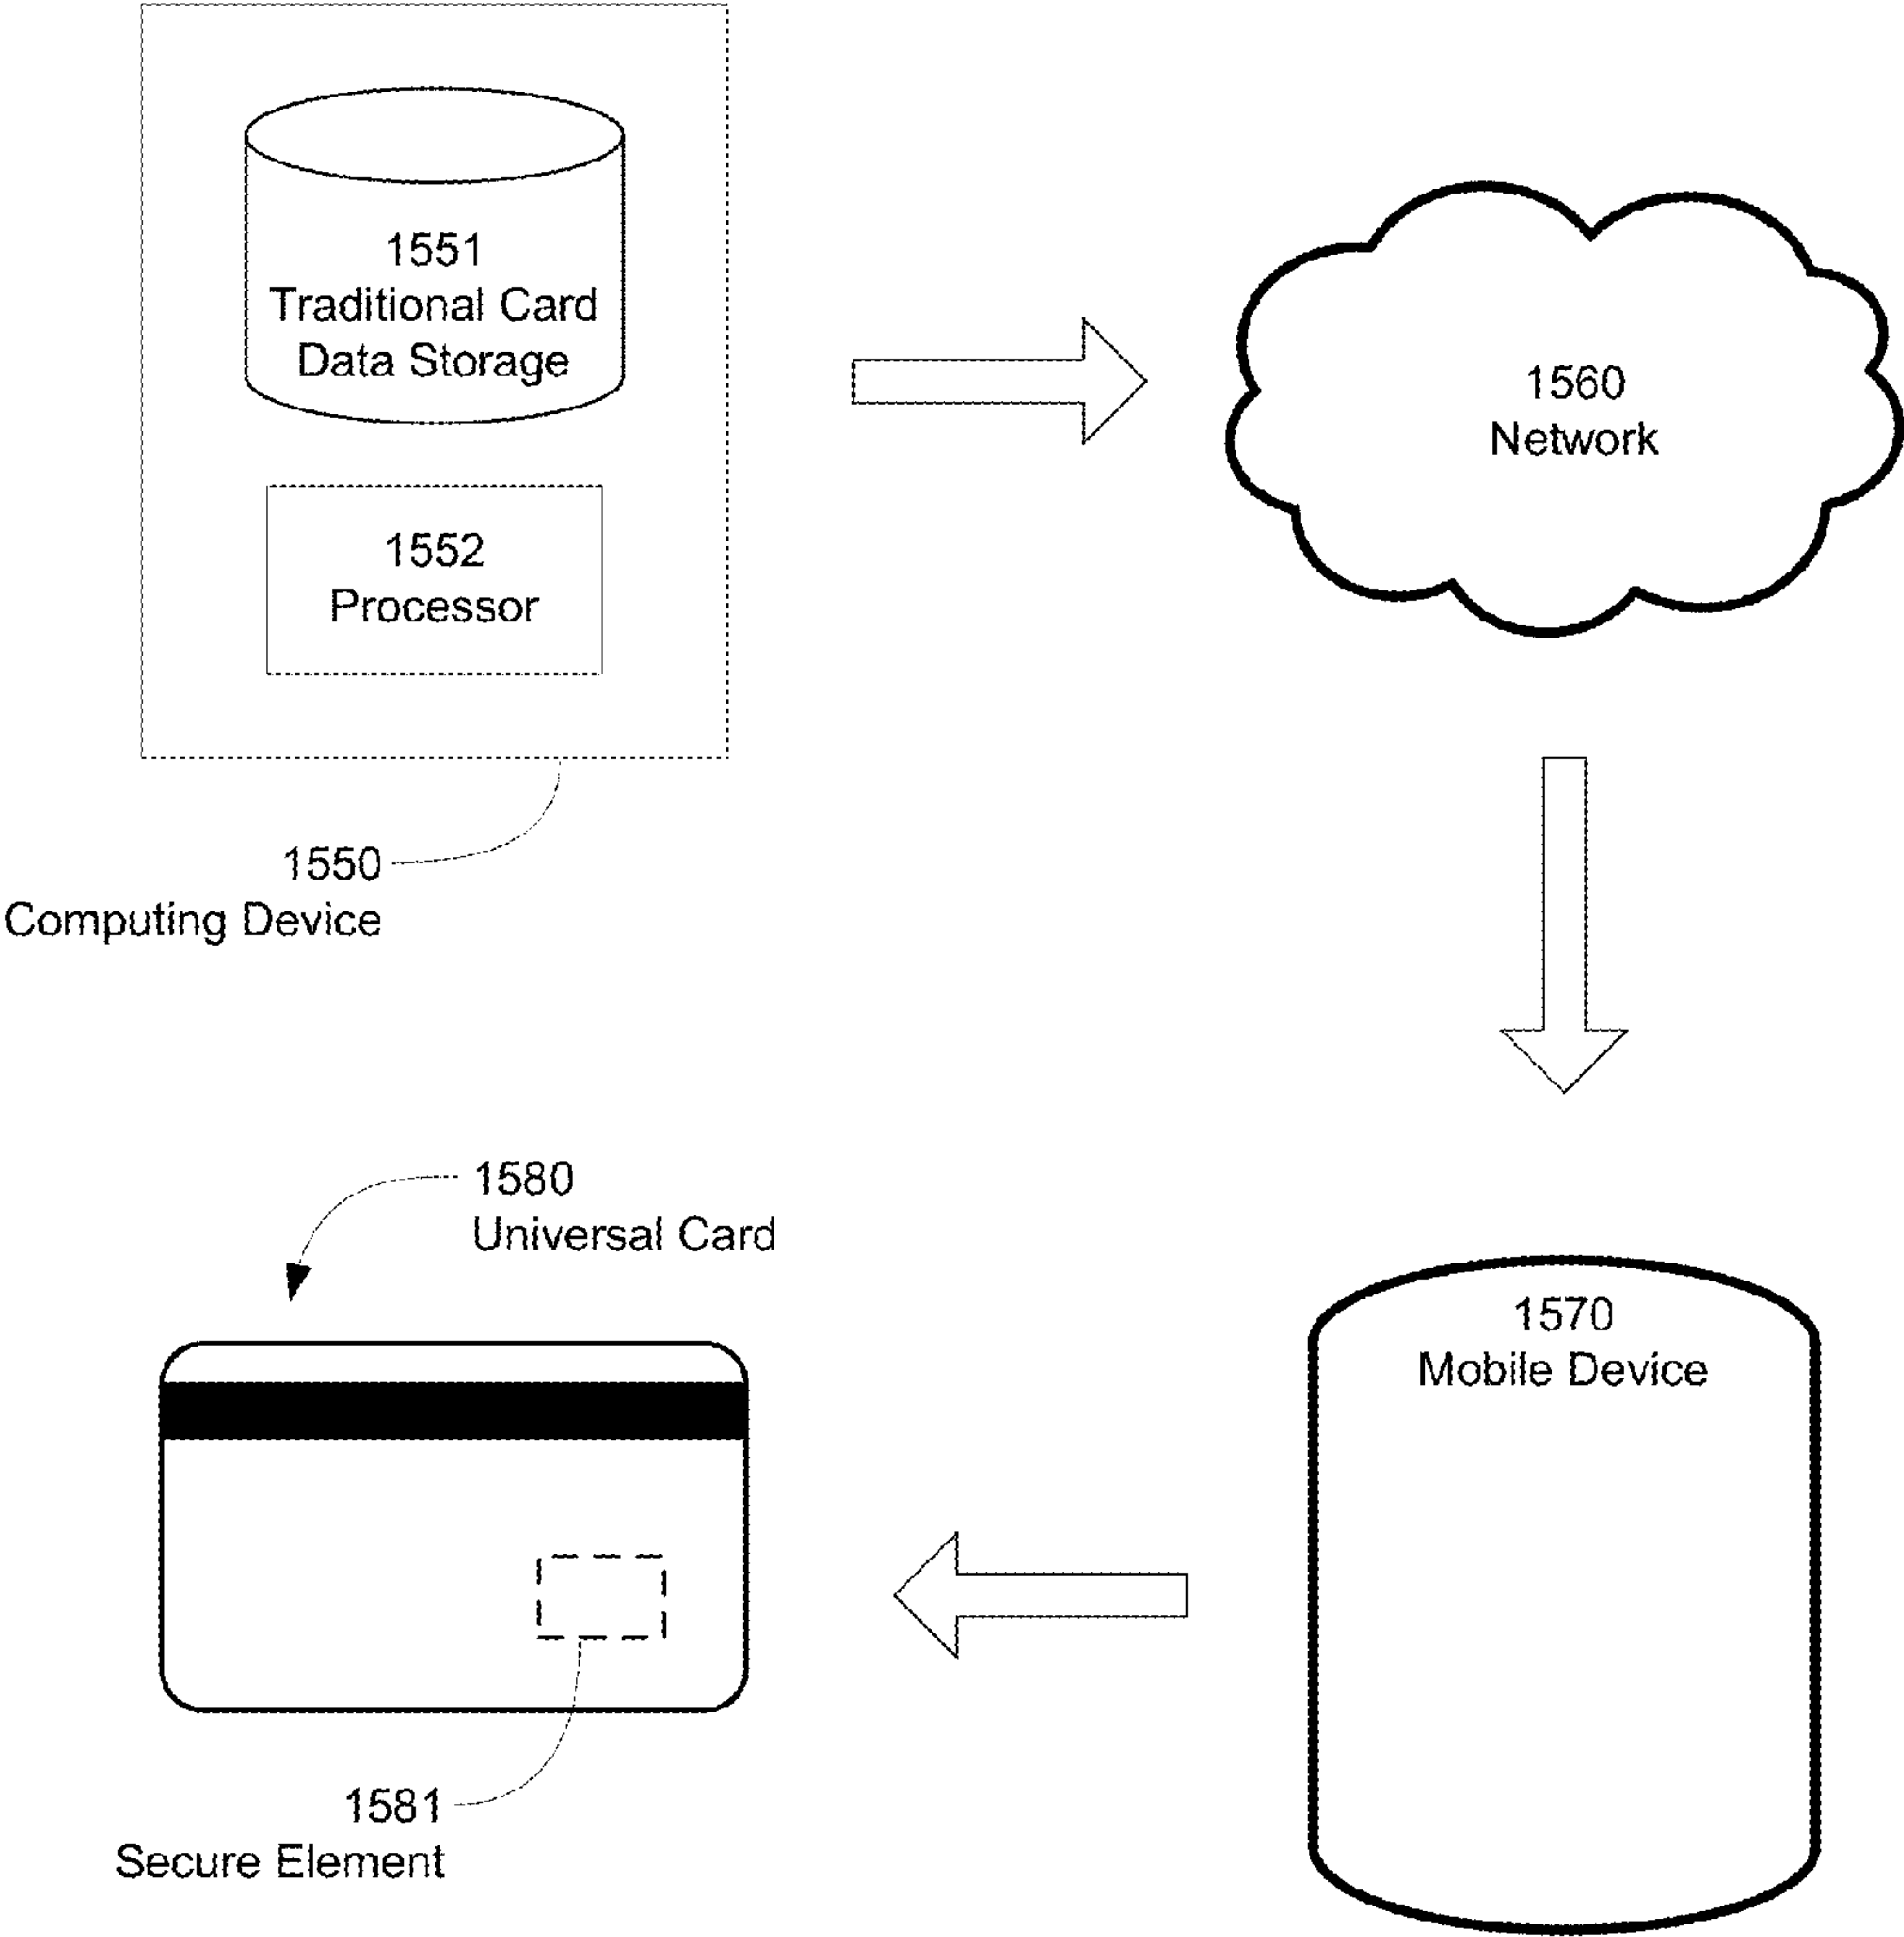 1551
Traditional Card
Data Storage
1552
Processor
1550
Computing Device
1560
Network
1580
Universal Card
1570
Mobile Device
1581
Secure Element